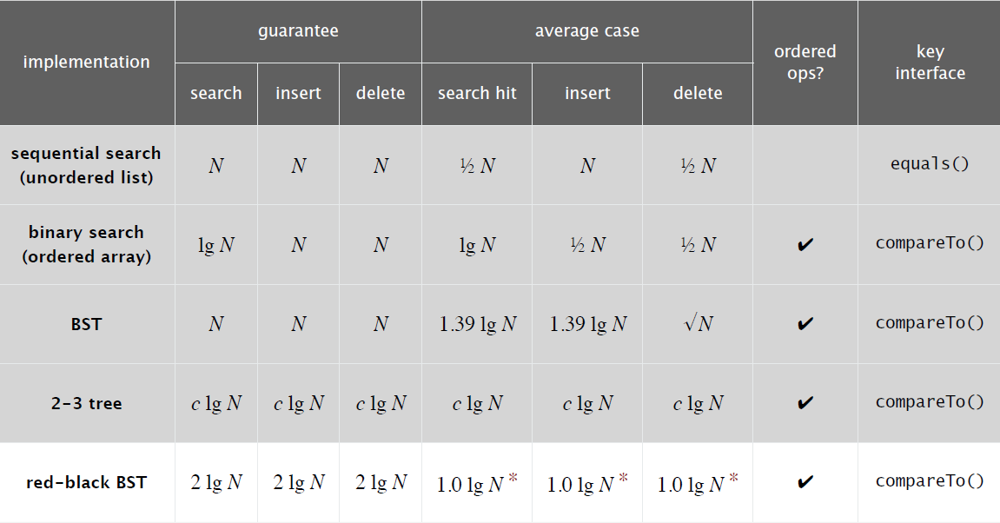 implementation guarantee average case ordered ops? key interface
search insert delete search hit insert delete
sequential search (unordered list) N N N ½ N N ½ N equals()
binary search (ordered array) lg N N N lg N ½ N ½ N ✔ compareTo()
BST N N N 1.39 lg N 1.39 lg N √N ✔ compareTo()
2-3 tree c lg N c lg N c lg N c lg N c lg N c lg N ✔ compareTo()
red-black BST 2 lg N 2 lg N 2 lg N 1.0 lg N * 1.0 lg N * 1.0 lg N * ✔ compareTo()